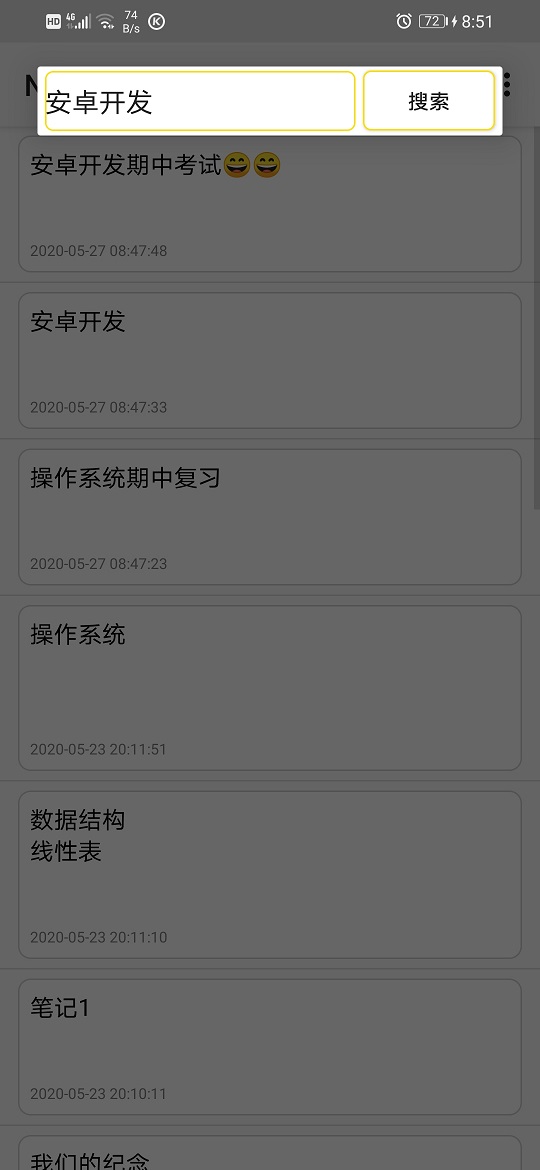 HD 4G 74 B/s K 72 8:51
N
安卓开发 搜索
安卓开发期中考试😄😄
2020-05-27 08:47:48
安卓开发
2020-05-27 08:47:33
操作系统期中复习
2020-05-27 08:47:23
操作系统
2020-05-23 20:11:51
数据结构
线性表
2020-05-23 20:11:10
笔记1
2020-05-23 20:10:11
我们的纪念